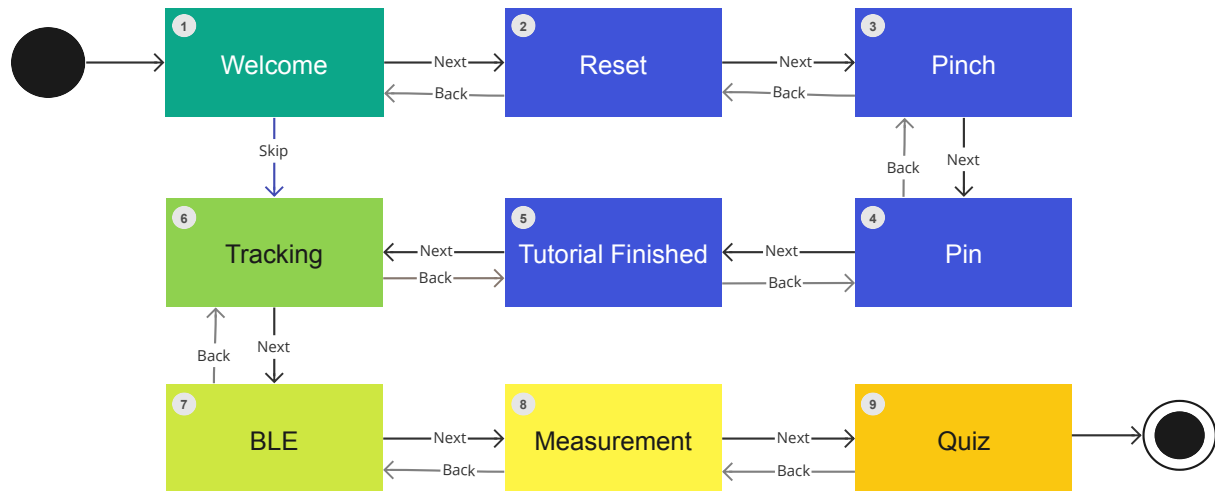 1
Welcome
Next
Back
2
Reset
Next
Back
3
Pinch
Skip
Back
Next
6
Tracking
Next
Back
5
Tutorial Finished
Next
Back
4
Pin
Back
Next
7
BLE
Next
Back
8
Measurement
Next
Back
9
Quiz